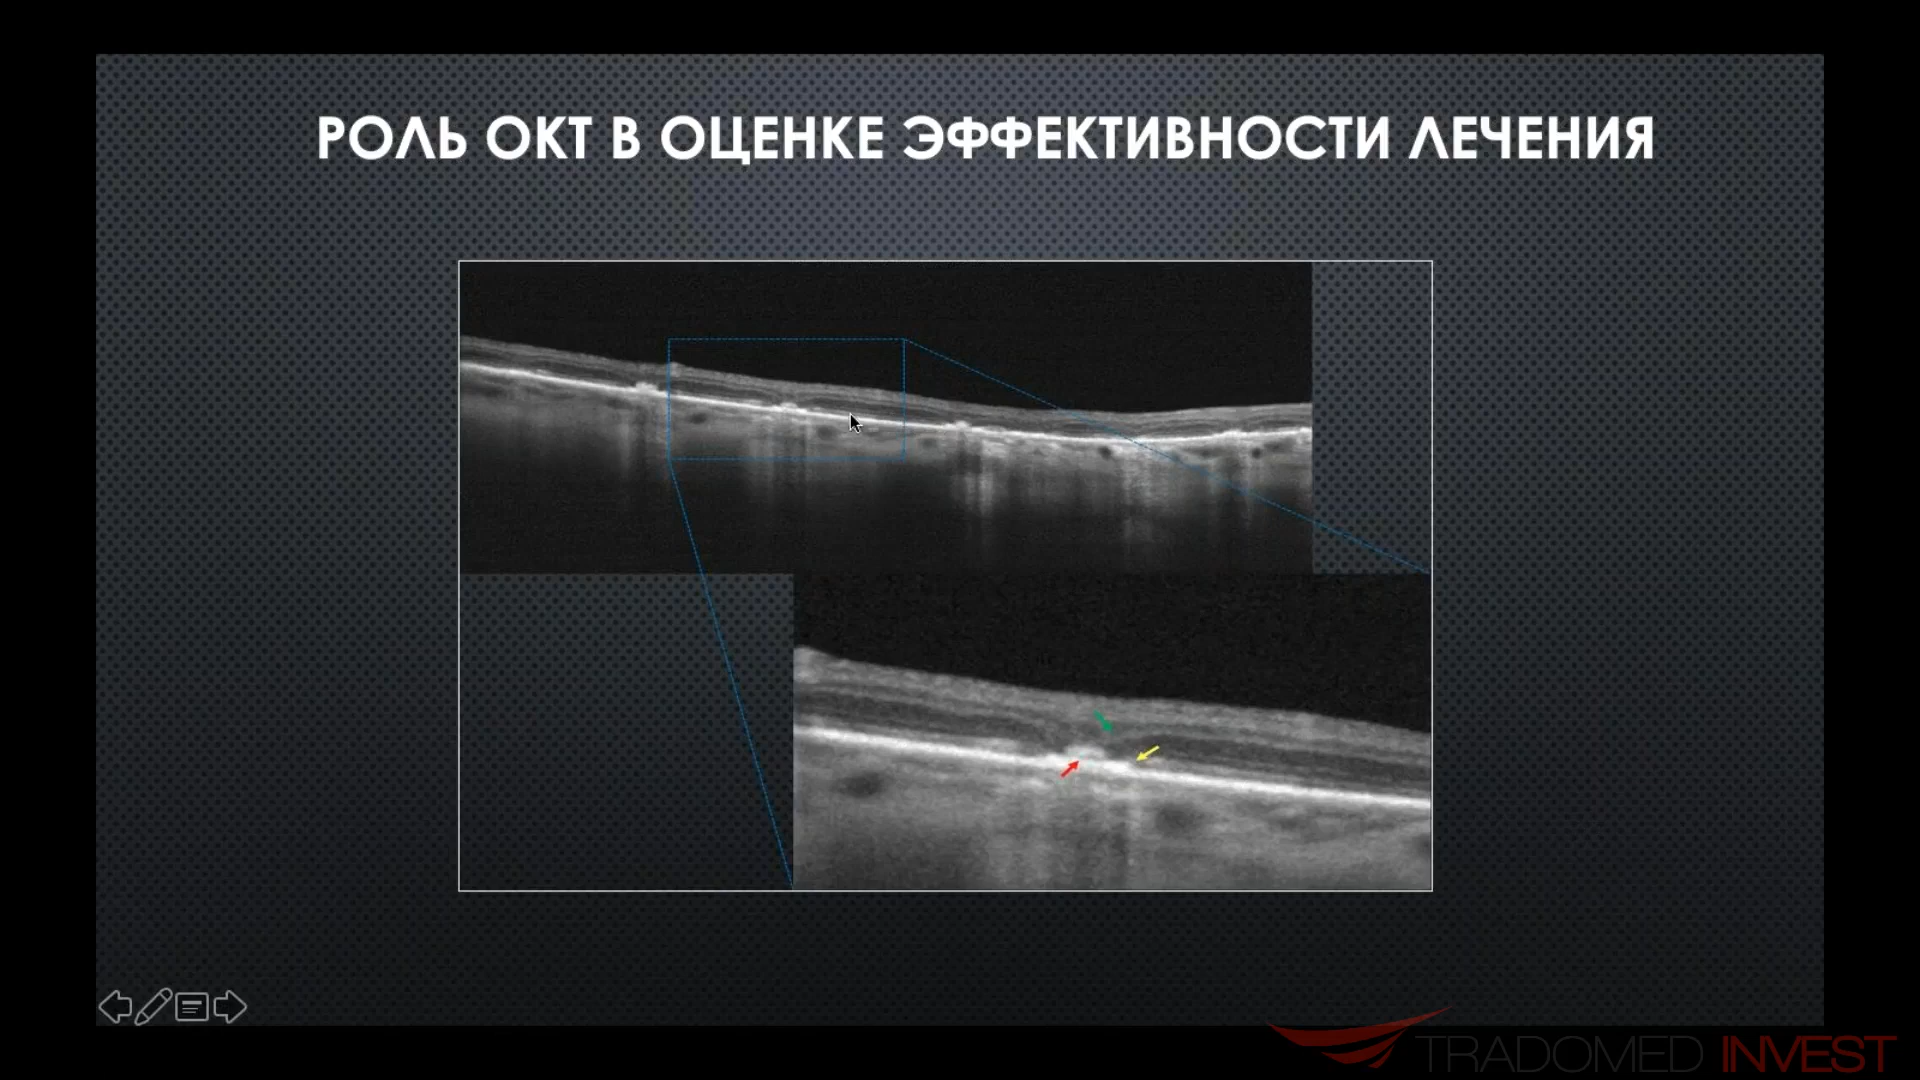 РОЛЬ ОКТ В ОЦЕНКЕ ЭФФЕКТИВНОСТИ ЛЕЧЕНИЯ
TRADOMED INVEST